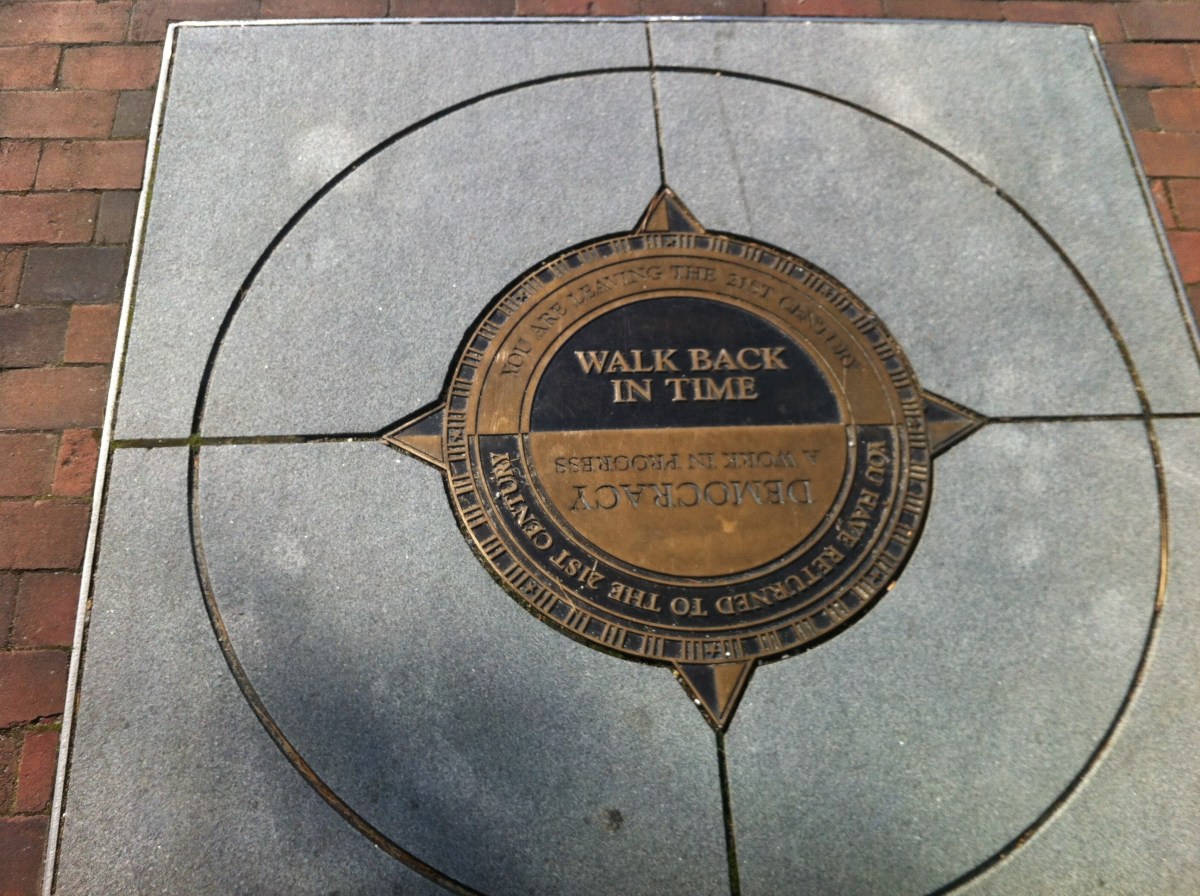 YOU ARE LEAVING THE 21ST CENTURY
WALK BACK
IN TIME
DEMOCRACY
A WORK IN PROGRESS
YOU HAVE RETURNED TO THE 21ST CENTURY